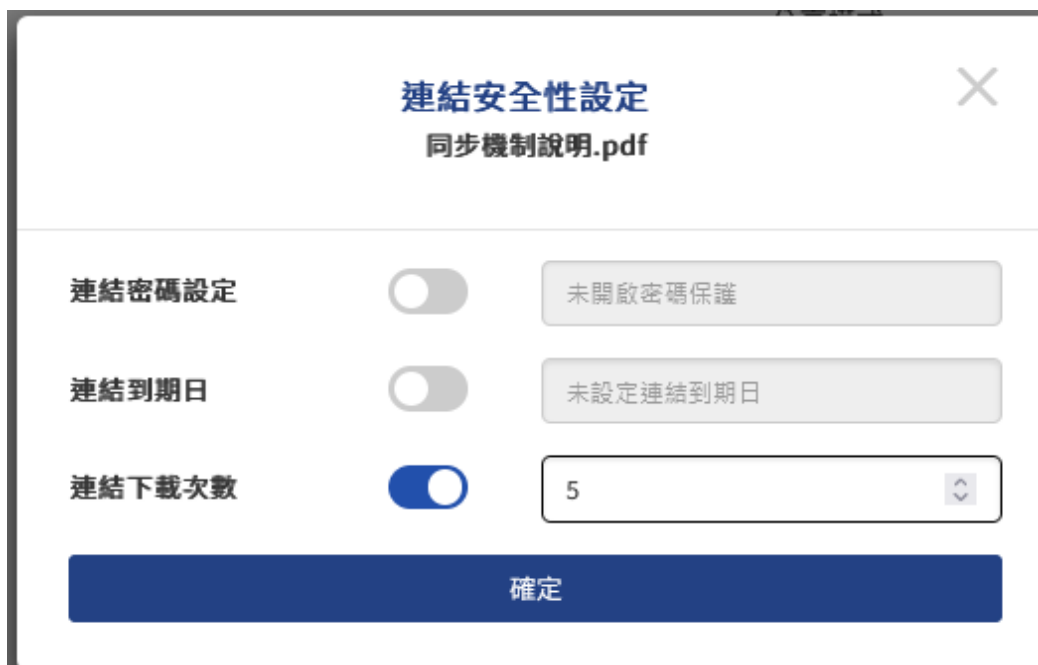 連結安全性設定
同步機制說明.pdf
連結密碼設定
未開啟密碼保護
連結到期日
未設定連結到期日
連結下載次數
5
確定